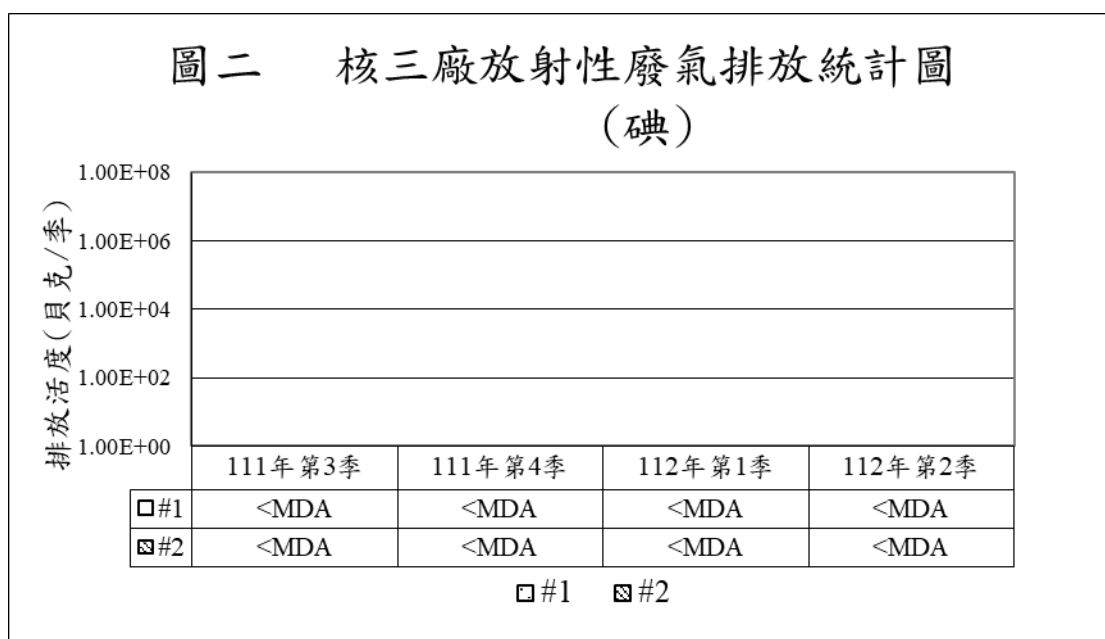 圖二 核三廠放射性廢氣排放統計圖
(碘)
排放活度(貝克/季)
1.00E+08
1.00E+06
1.00E+04
1.00E+02
1.00E+00
111年第3季 111年第4季 112年第1季 112年第2季
#1 <MDA <MDA <MDA <MDA
#2 <MDA <MDA <MDA <MDA
#1 #2